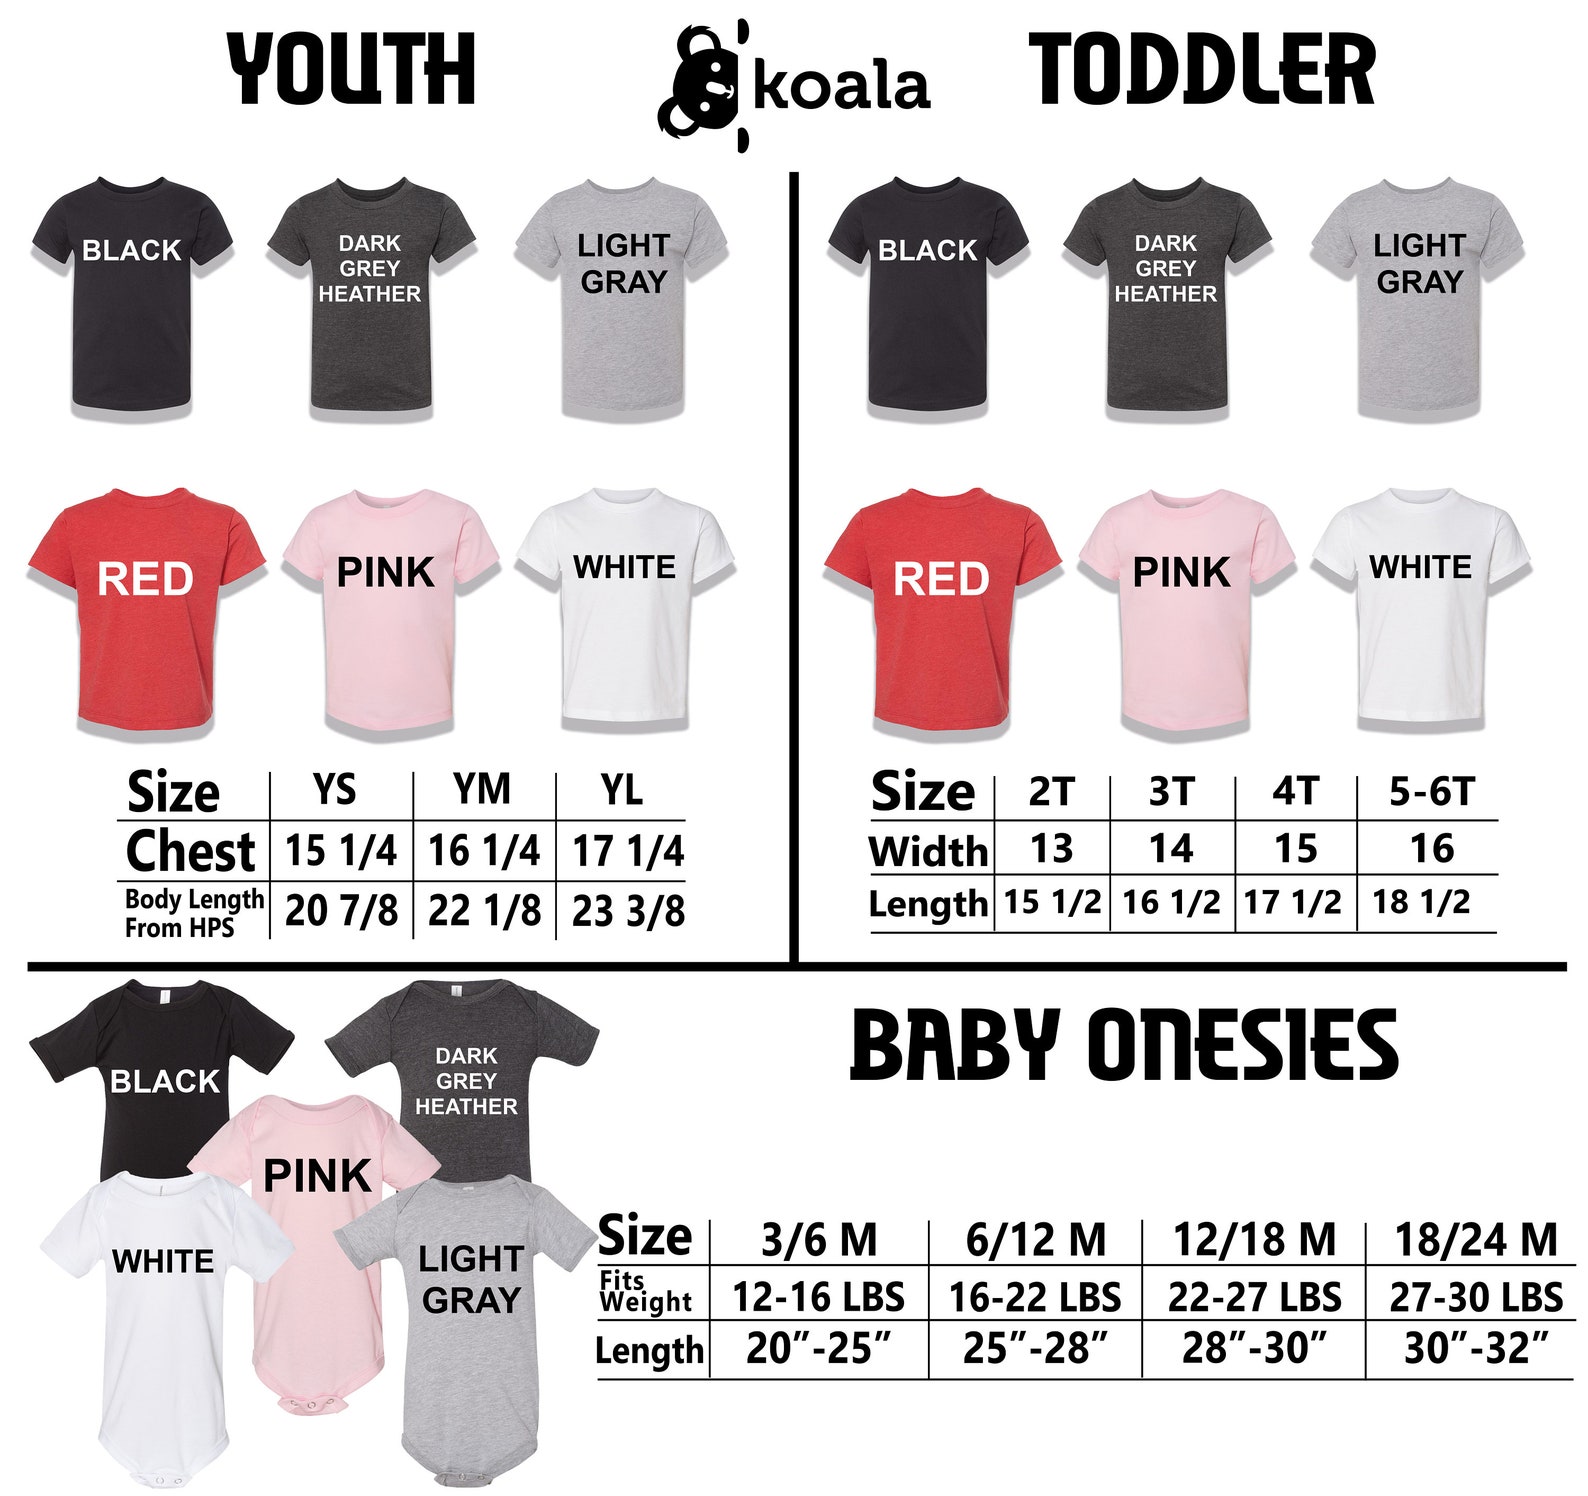 YOUTH
koala
TODDLER
BLACK
DARK
GREY
HEATHER
LIGHT
GRAY
BLACK
DARK
GREY
HEATHER
LIGHT
GRAY
RED
PINK
WHITE
RED
PINK
WHITE
Size YS YM YL
Chest 15 1/4 16 1/4 17 1/4
Body Length
From HPS 20 7/8 22 1/8 23 3/8
Size 2T 3T 4T 5-6T
Width 13 14 15 16
Length 15 1/2 16 1/2 17 1/2 18 1/2
BABY ONESIES
BLACK
DARK
GREY
HEATHER
PINK
WHITE
LIGHT
GRAY
Size 3/6 M 6/12 M 12/18 M 18/24 M
Fits
Weight 12-16 LBS 16-22 LBS 22-27 LBS 27-30 LBS
Length 20”-25” 25”-28” 28”-30” 30”-32”